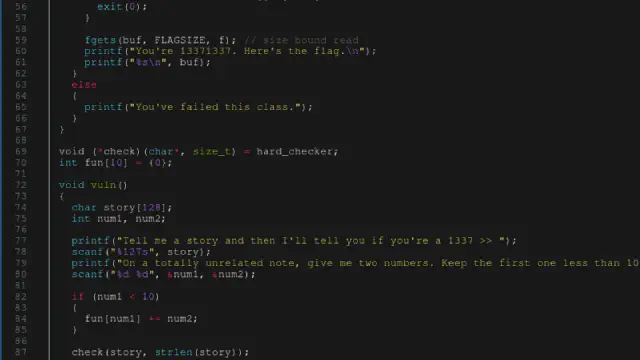 56 exit(0);
57 }
58
59 fgets(buf, FLAGSIZE, f); // size bound read
60 printf("You're 13371337. Here's the flag.\n");
61 printf("%s\n", buf);
62 }
63 else
64 {
65 printf("You've failed this class.");
66 }
67 }
68
69 void (*check)(char*, size_t) = hard_checker;
70 int fun[10] = {0};
71
72 void vuln()
73 {
74 char story[128];
75 int num1, num2;
76
77 printf("Tell me a story and then I'll tell you if you're a 1337 >> ");
78 scanf("%127s", story);
79 printf("On a totally unrelated note, give me two numbers. Keep the first one less than 10
80 scanf("%d %d", &num1, &num2);
81
82 if (num1 < 10)
83 {
84 fun[num1] += num2;
85 }
86
87 check(story, strlen(story));